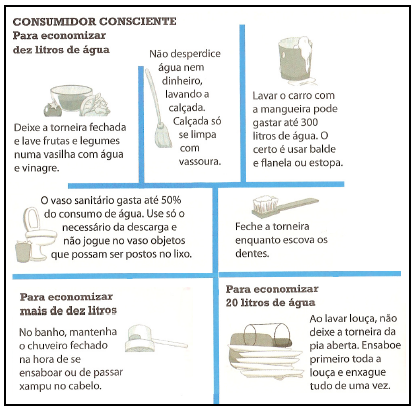 CONSUMIDOR CONSCIENTE
Para economizar
dez litros de água
Deixe a torneira fechada
e lave frutas e legumes
numa vasilha com água
e vinagre.
Não desperdice
água nem
dinheiro,
lavando a
calçada.
Calçada só
se limpa
com
vassoura.
Lavar o carro com
a mangueira pode
gastar até 300
litros de água. O
certo é usar balde
e flanela ou estopa.
O vaso sanitário gasta até 50%
do consumo de água. Use só o
necessário da descarga e
não jogue no vaso objetos
que possam ser postos no lixo.
Feche a torneira
enquanto escova os
dentes.
Para economizar
mais de dez litros
No banho, mantenha
o chuveiro fechado
na hora de se
ensaboar ou de passar
xampu no cabelo.
Para economizar
20 litros de água
Ao lavar louça, não
deixe a torneira da
pia aberta. Ensaboe
primeiro toda a
louça e enxague
tudo de uma vez.